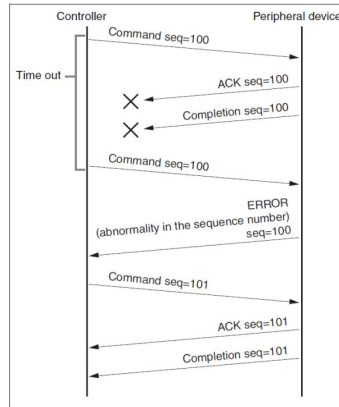 Controller
Peripheral device
Command seq=100
Time out
ACK seq=100
Completion seq=100
Command seq=100
ERROR
(abnormality in the sequence number)
seq=100
Command seq=101
ACK seq=101
Completion seq=101